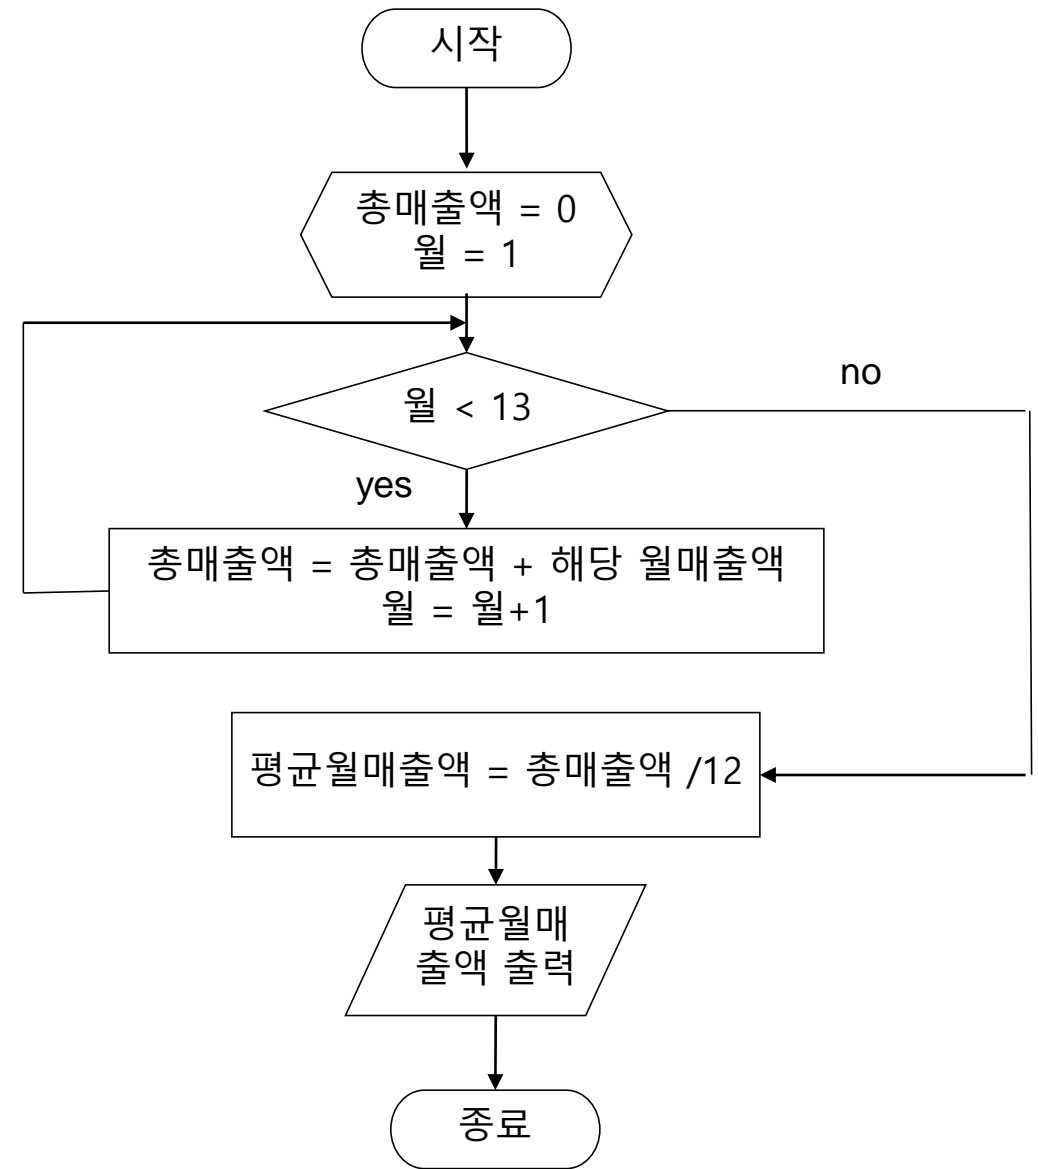 시작
총매출액 = 0
월 = 1
월 < 13
no
yes
총매출액 = 총매출액 + 해당 월매출액
월 = 월+1
평균월매출액 = 총매출액 /12
평균월매
출액 출력
종료